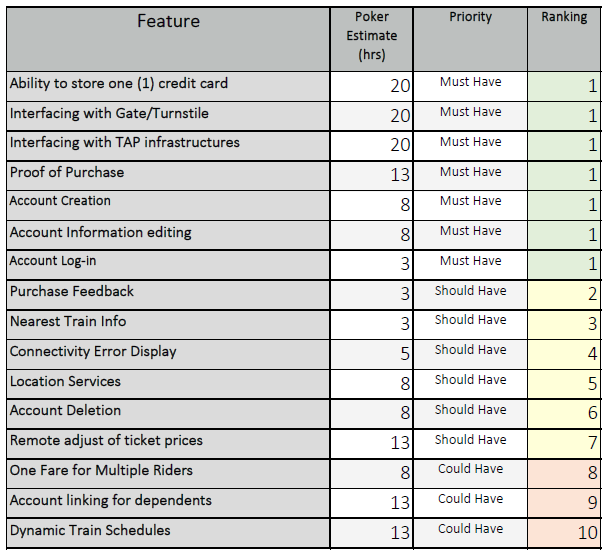 Feature Poker Estimate (hrs) Priority Ranking
Ability to store one (1) credit card 20 Must Have 1
Interfacing with Gate/Turnstile 20 Must Have 1
Interfacing with TAP infrastructures 20 Must Have 1
Proof of Purchase 13 Must Have 1
Account Creation 8 Must Have 1
Account Information editing 8 Must Have 1
Account Log-in 3 Must Have 1
Purchase Feedback 3 Should Have 2
Nearest Train Info 3 Should Have 3
Connectivity Error Display 5 Should Have 4
Location Services 8 Should Have 5
Account Deletion 8 Should Have 6
Remote adjust of ticket prices 13 Should Have 7
One Fare for Multiple Riders 8 Could Have 8
Account linking for dependents 13 Could Have 9
Dynamic Train Schedules 13 Could Have 10